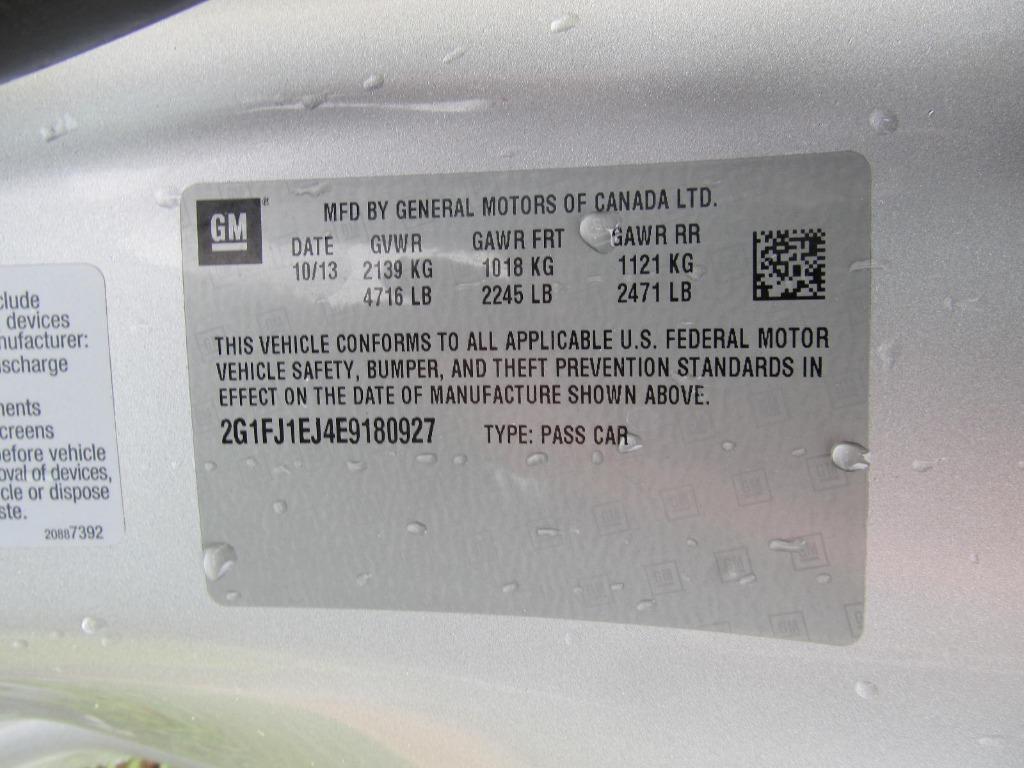 GM
MFD BY GENERAL MOTORS OF CANADA LTD.
DATE GVWR GAWR FRT GAWR RR
10/13 2139 KG 1018 KG 1121 KG
4716 LB 2245 LB 2471 LB
THIS VEHICLE CONFORMS TO ALL APPLICABLE U.S. FEDERAL MOTOR
VEHICLE SAFETY, BUMPER, AND THEFT PREVENTION STANDARDS IN
EFFECT ON THE DATE OF MANUFACTURE SHOWN ABOVE.
2G1FJ1EJ4E9180927 TYPE: PASS CAR
clude
devices
nufacturer:
scharge
ents
creens
efore vehicle
oval of devices,
cle or dispose
ste.
20887392